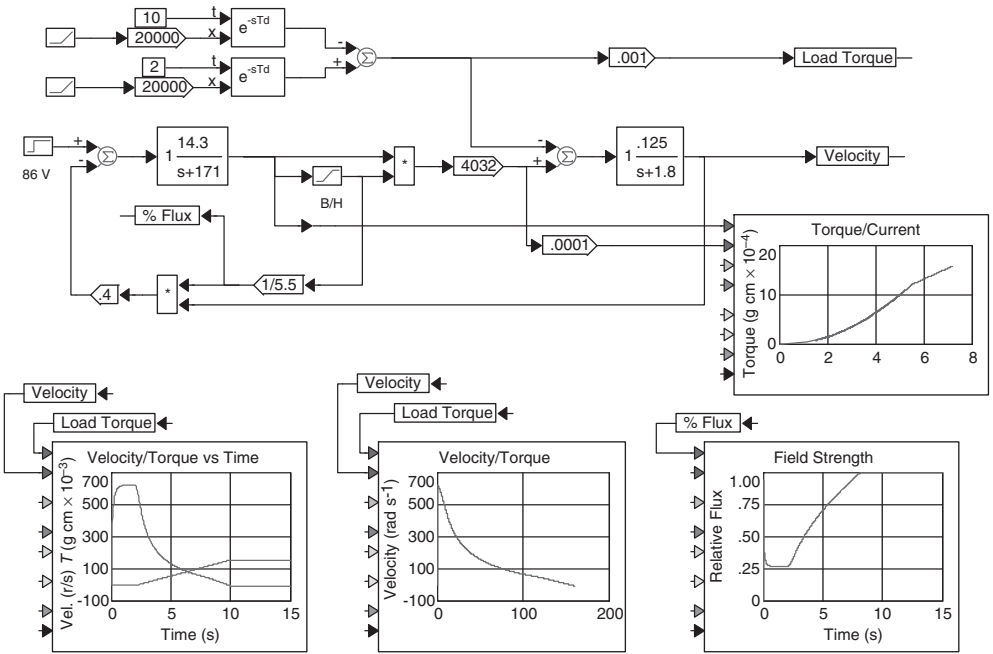 10 t
20000 x e-sTd
-
+ Σ
.001 Load Torque
2 t
20000 x e-sTd
86 V
+
- Σ
1 14.3
s+171
B/H
*
4032
-
+ Σ
1 .125
s+1.8
Velocity
% Flux
.4 * 1/5.5
.0001
Torque/Current
Torque (g cm × 10–4)
20
10
0
0 2 4 6 8
Velocity
Load Torque
Velocity/Torque vs Time
Vel. (r/s) T (g cm × 10–3)
700
500
300
100
-100
0 5 10 15
Time (s)
Velocity
Load Torque
Velocity/Torque
Velocity (rad s-1)
700
500
300
100
-100
0 100 200
% Flux
Field Strength
Relative Flux
1.00
.75
.50
.25
0
0 5 10 15
Time (s)